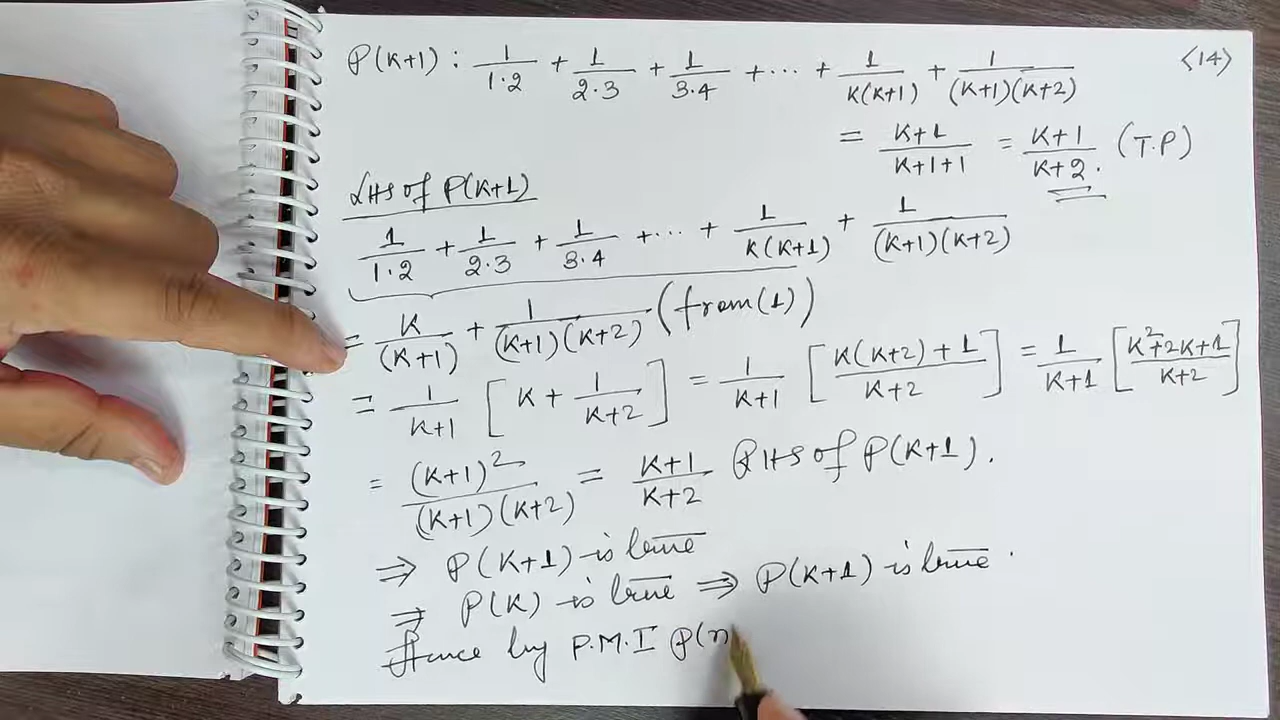 P(K+1) : 1/(1·2) + 1/(2·3) + 1/(3·4) + ··· + 1/(K(K+1)) + 1/((K+1)(K+2)) <14>
= (K+1)/(K+1+1) = (K+1)/(K+2). (T.P)
LHS of P(K+1)
1/(1·2) + 1/(2·3) + 1/(3·4) + ··· + 1/(K(K+1)) + 1/((K+1)(K+2))
= K/(K+1) + 1/((K+1)(K+2)) (from(1))
= 1/(K+1) [K + 1/(K+2)] = 1/(K+1) [(K(K+2)+1)/(K+2)] = 1/(K+1) [(K²+2K+1)/(K+2)]
= (K+1)²/((K+1)(K+2)) = (K+1)/(K+2) RHS of P(K+1).
⇒ P(K+1) is true
⇒ P(K) is true ⇒ P(K+1) is true.
Hence by P.M.I P(n